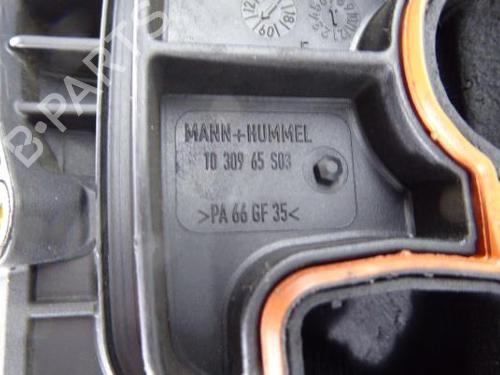 MANN+HUMMEL
10 309 65 S03
>PA 66 GF 35<
B-PARTS